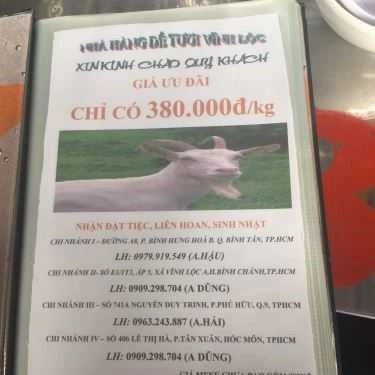 NHÀ HÀNG DÊ TƯƠI VĨNH LỘC
XIN KÍNH CHÀO QUÝ KHÁCH
GIÁ ƯU ĐÃI
CHỈ CÓ 380.000đ/kg
NHẬN ĐẶT TIỆC, LIÊN HOAN, SINH NHẬT
CHI NHÁNH I – ĐƯỜNG A8, P. BÌNH HƯNG HOÀ B. Q. BÌNH TÂN, TP.HCM
LH: 0979.919.549 (A.HẬU)
CHI NHÁNH II- SỐ E1/1T3, ẤP 5, XÃ VĨNH LỘC A.H.BÌNH CHÁNH,TP.HCM
LH: 0909.298.704 (A DŨNG)
CHI NHÁNH III – SỐ 741A NGUYỄN DUY TRINH, P.PHÚ HỮU, Q.9, TPHCM
LH: 0963.243.887 (A.HẢI)
CHI NHÁNH IV – SỐ 406 LÊ THỊ HÀ, P.TÂN XUÂN, HÓC MÔN, TPHCM
LH: 0909.298.704 (A DŨNG)